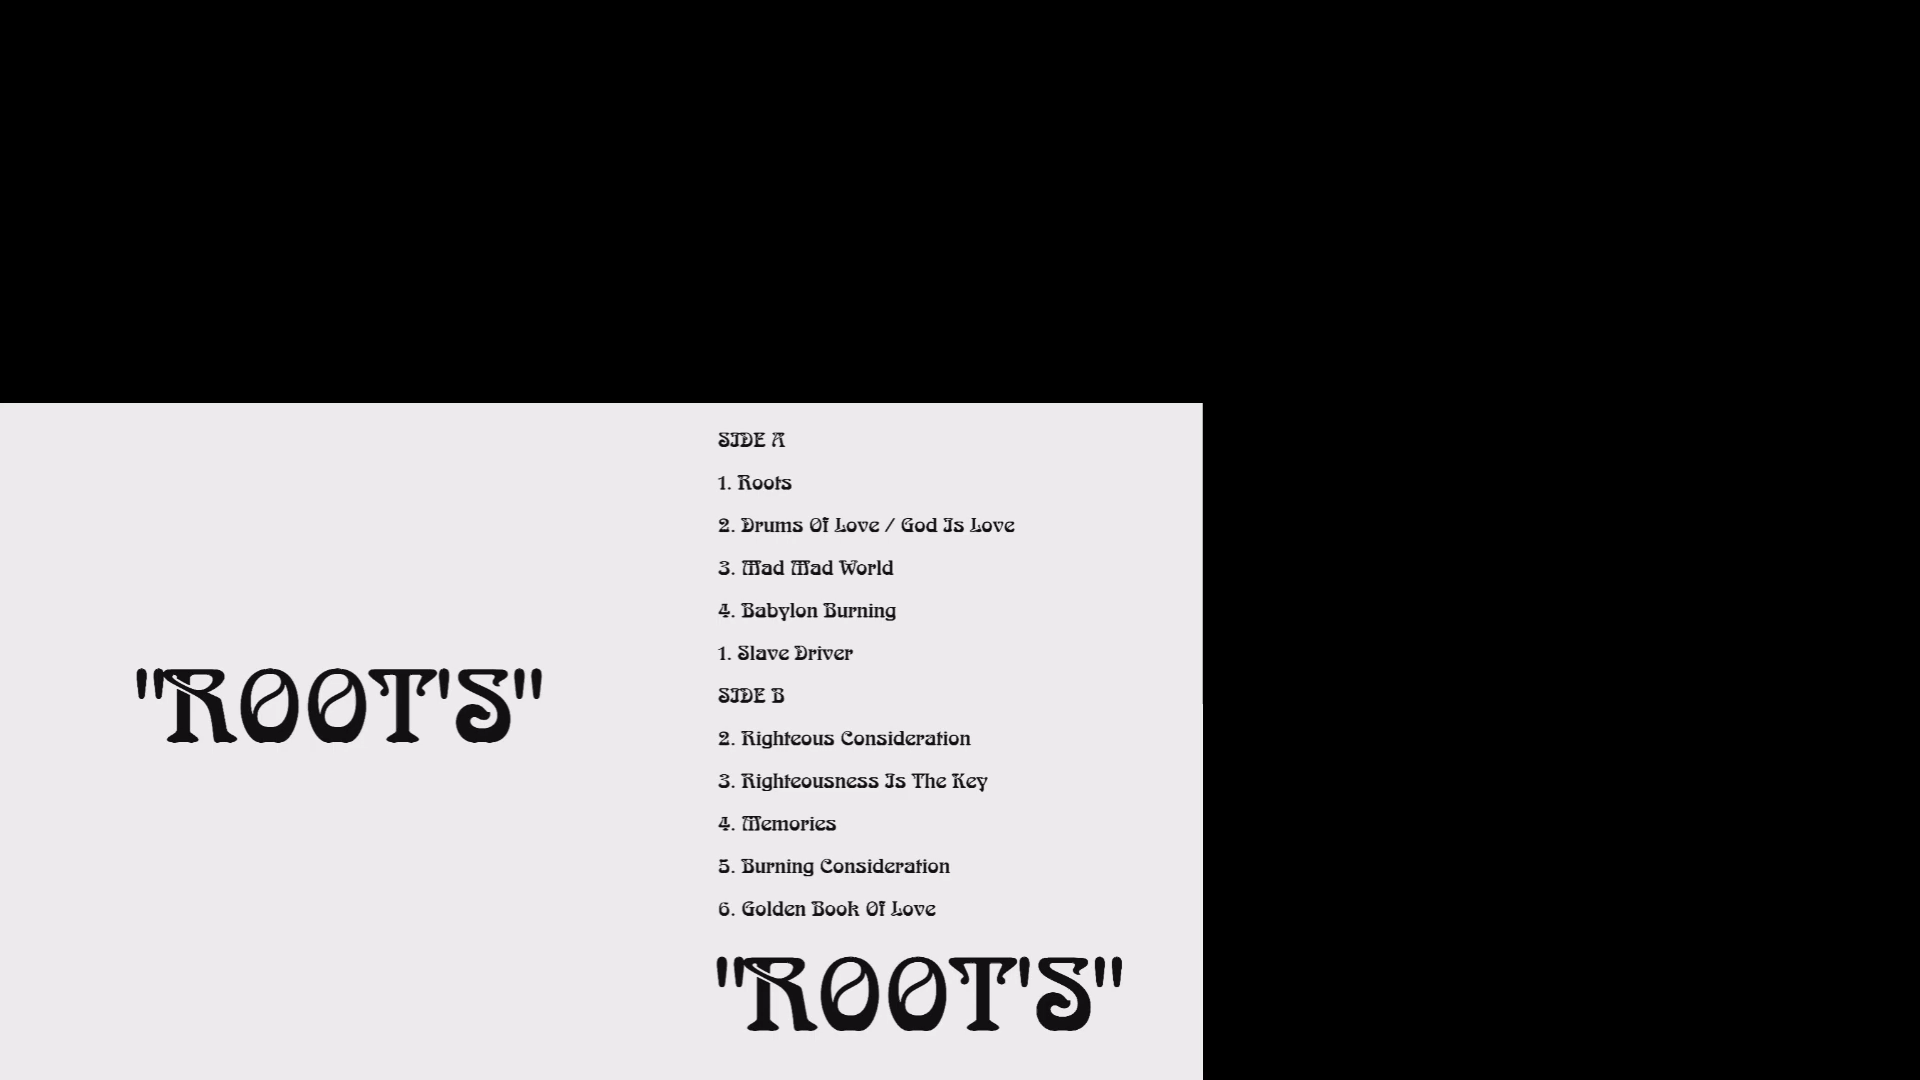 "ROOT'S"
SIDE A
1. Roots
2. Drums Of Love / God Is Love
3. Mad Mad World
4. Babylon Burning
1. Slave Driver
SIDE B
2. Righteous Consideration
3. Righteousness Is The Key
4. Memories
5. Burning Consideration
6. Golden Book Of Love
"ROOT'S"